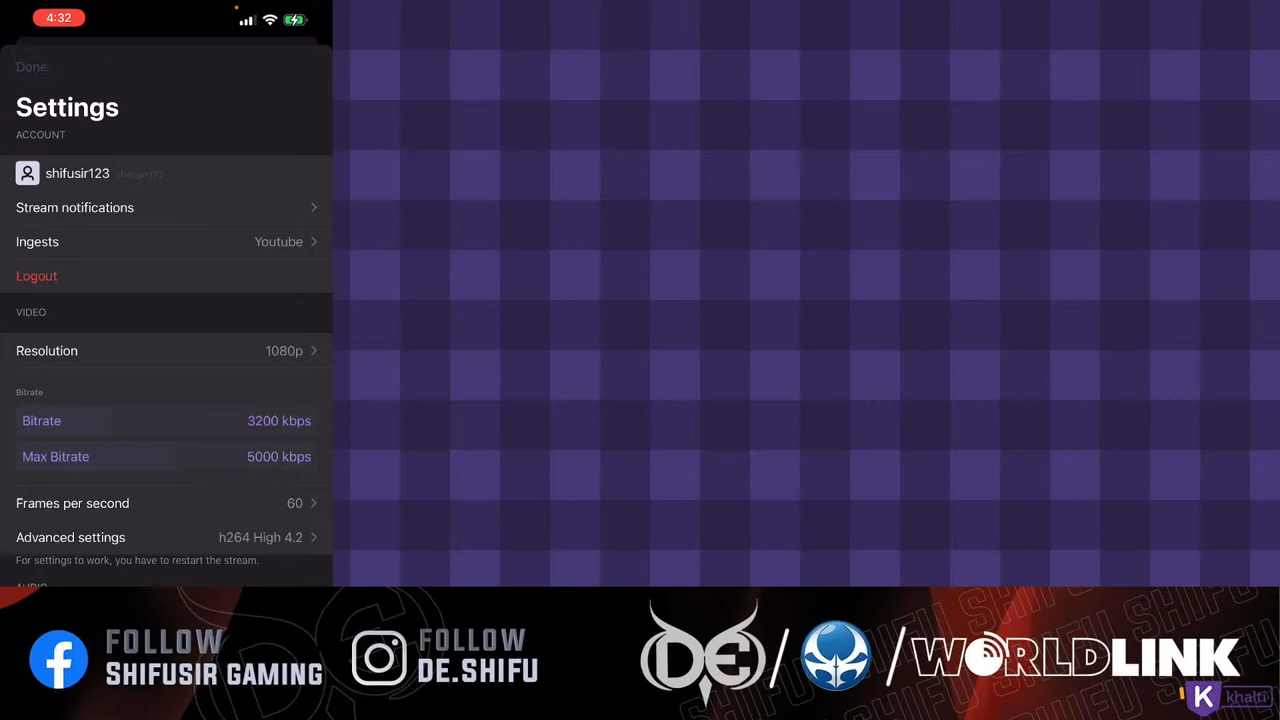 4:32
Done
Settings
ACCOUNT
shifusir123 shifusir123
Stream notifications
Ingests Youtube
Logout
VIDEO
Resolution 1080p
Bitrate
Bitrate 3200 kbps
Max Bitrate 5000 kbps
Frames per second 60
Advanced settings h264 High 4.2
For settings to work, you have to restart the stream.
AUDIO
FOLLOW
SHIFUSIR GAMING
FOLLOW
DE.SHIFU
DE
WORLDLINK
K khalti